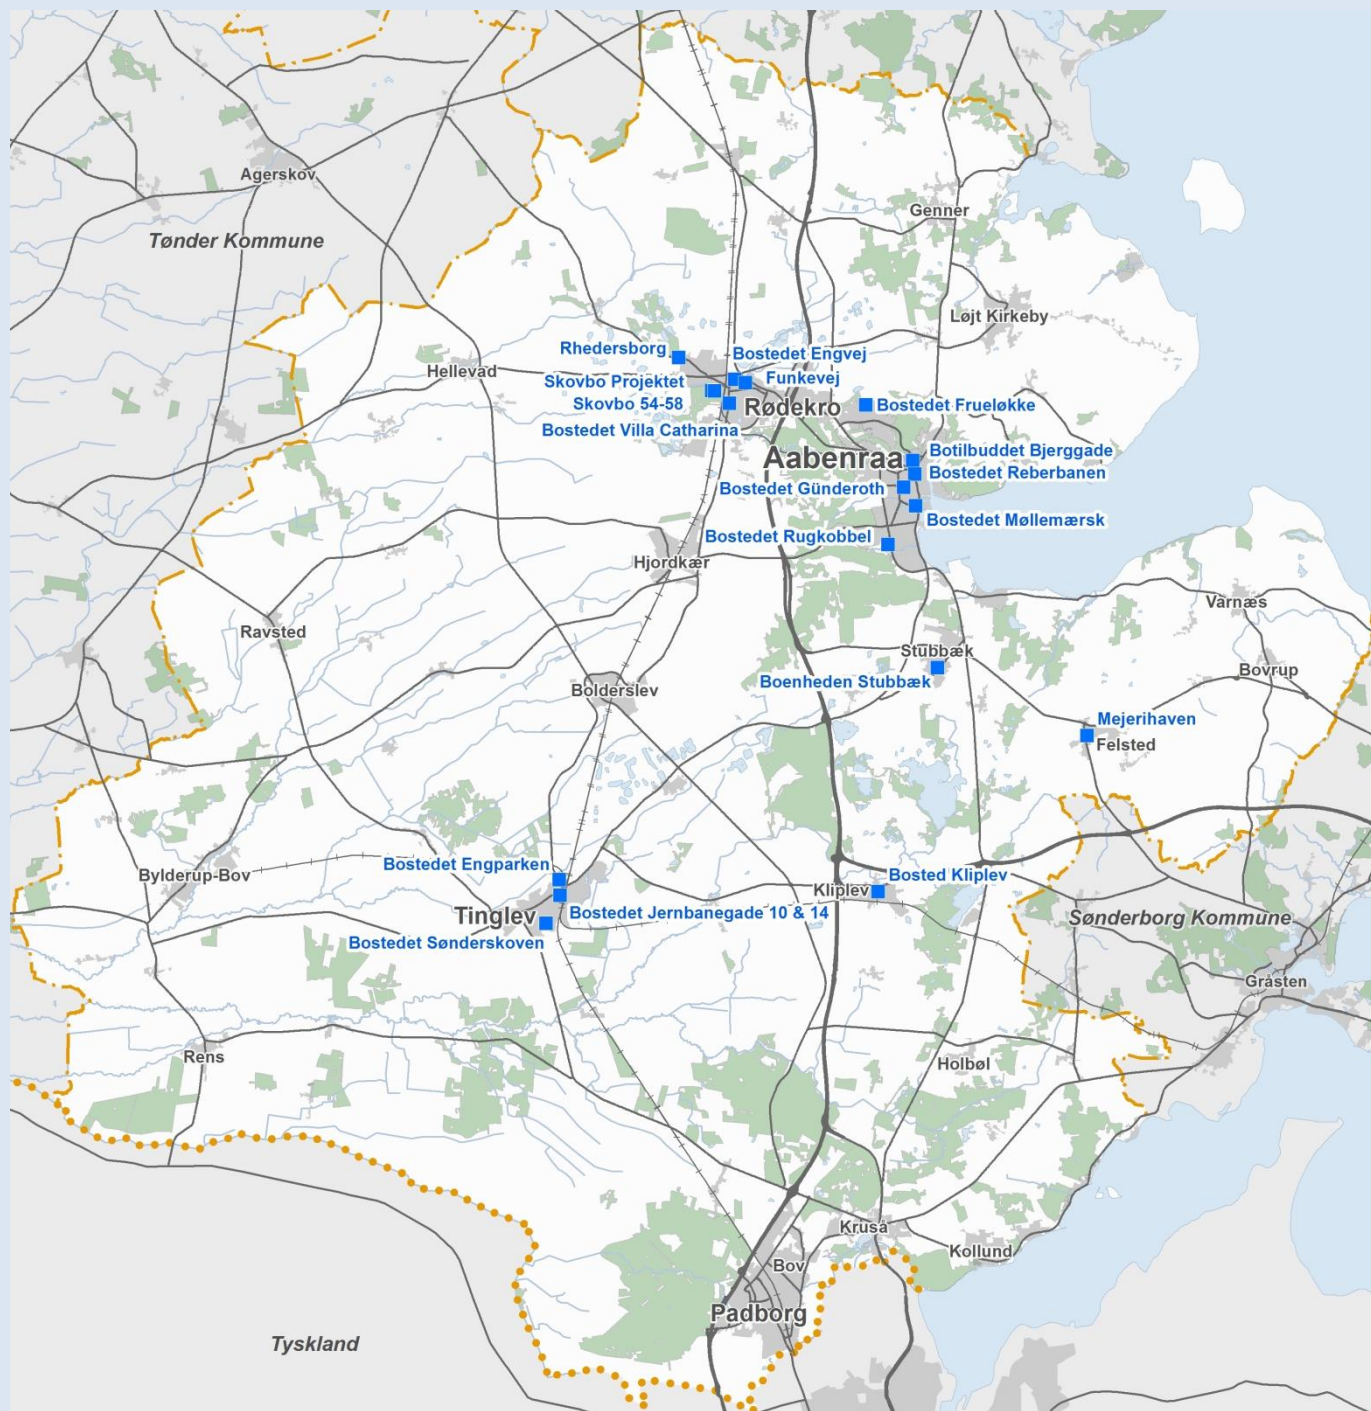 Agerskov
Genner
Tønder Kommune
Løjt Kirkeby
Rhedersborg
Bostedet Engvej
Hellevad
Funkevej
Skovbo Projektet
Skovbo 54-58
Rødekro
Bostedet Frueløkke
Bostedet Villa Catharina
Aabenraa
Botilbuddet Bjerggade
Bostedet Reberbanen
Bostedet Günderoth
Bostedet Møllemærsk
Bostedet Rugkobbel
Hjordkær
Varnæs
Ravsted
Stubbæk
Bovrup
Boenheden Stubbæk
Bolderslev
Mejerihaven
Felsted
Bostedet Engparken
Bylderup-Bov
Bosted Kliplev
Kliplev
Tinglev
Bostedet Jernbanegade 10 & 14
Sønderborg Kommune
Bostedet Sønderskoven
Gråsten
Rens
Holbøl
Kruså
Kollund
Bov
Padborg
Tyskland